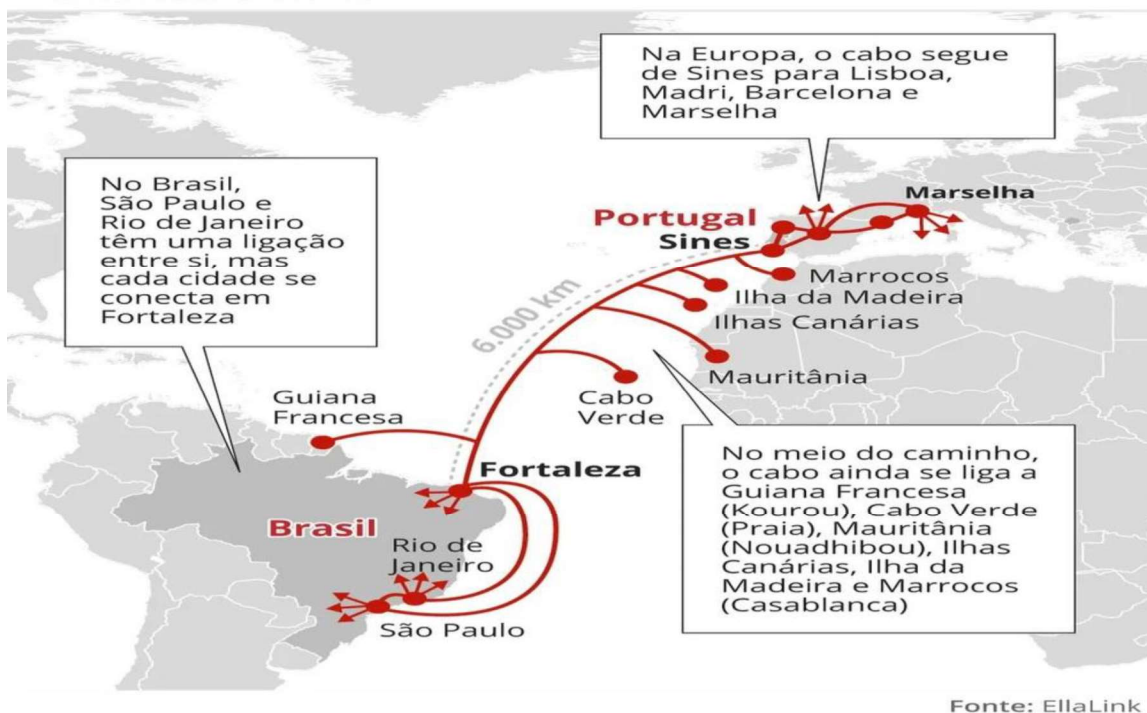 Na Europa, o cabo segue
de Sines para Lisboa,
Madri, Barcelona e
Marselha
No Brasil,
São Paulo e
Rio de Janeiro
têm uma ligação
entre si, mas
cada cidade se
conecta em
Fortaleza
Marselha
Portugal
Sines
Marrocos
Ilha da Madeira
Ilhas Canárias
6.000 km
Mauritânia
Cabo
Verde
Guiana
Francesa
Fortaleza
Brasil
Rio de
Janeiro
São Paulo
No meio do caminho,
o cabo ainda se liga a
Guiana Francesa
(Kourou), Cabo Verde
(Praia), Mauritânia
(Nouadhibou), Ilhas
Canárias, Ilha da
Madeira e Marrocos
(Casablanca)
Fonte: EllaLink